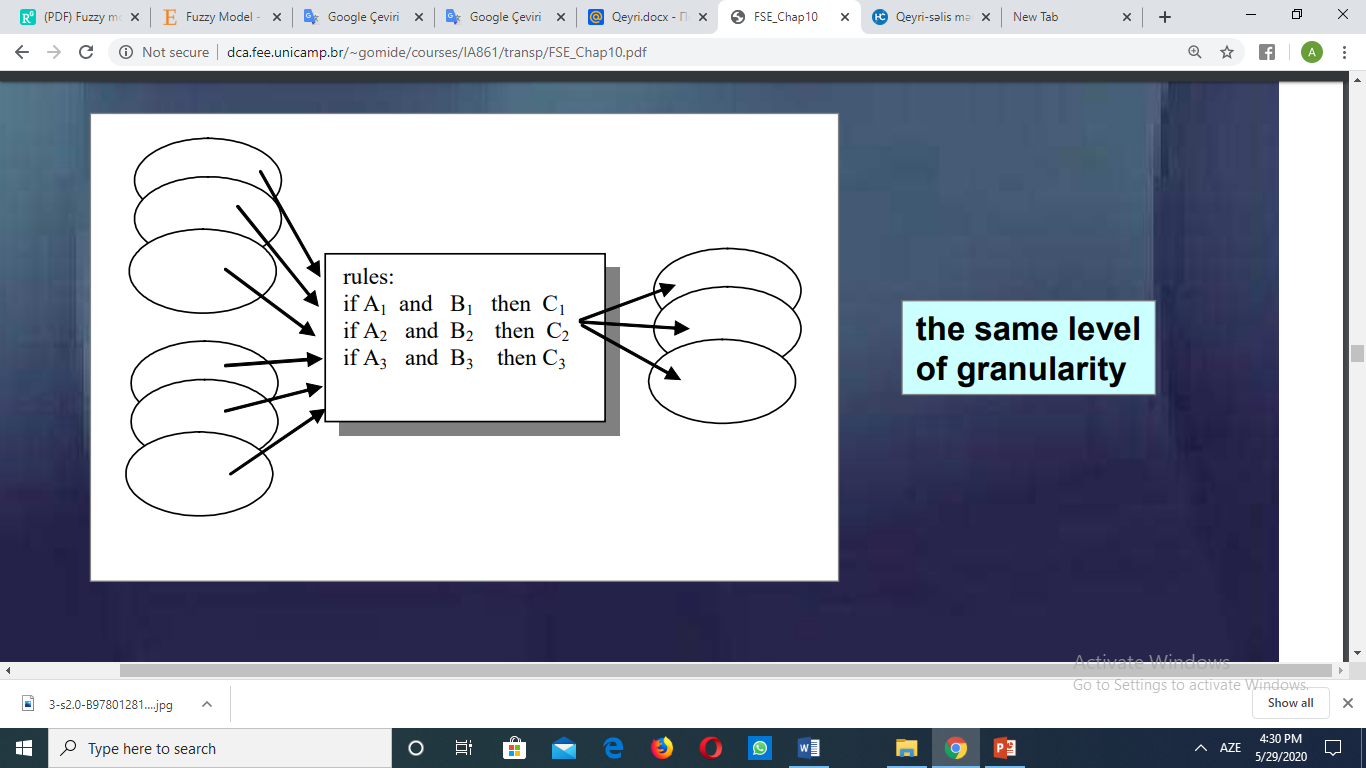 (PDF) Fuzzy mo
Fuzzy Model -
Google Çeviri
Google Çeviri
Qeyri.docx - П
FSE_Chap10
Qeyri-səlis mə
New Tab
Not secure | dca.fee.unicamp.br/~gomide/courses/IA861/transp/FSE_Chap10.pdf
A
rules:
if A₁ and B₁ then C₁
if A₂ and B₂ then C₂
if A₃ and B₃ then C₃
the same level
of granularity
Activate Windows
Go to Settings to activate Windows.
3-s2.0-B97801281....jpg
Show all
Type here to search
AZE
4:30 PM
5/29/2020